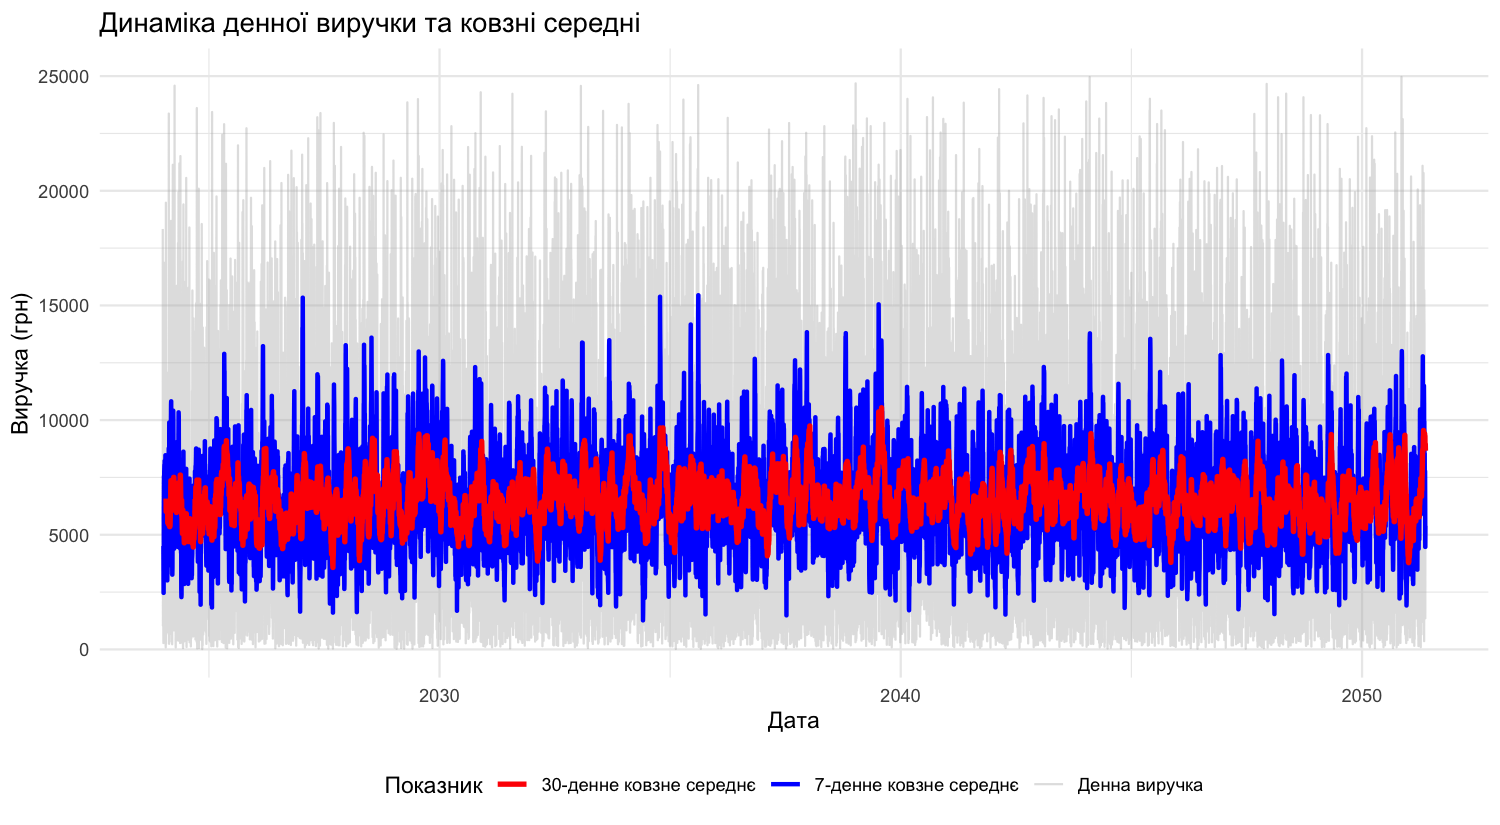 Динаміка денної виручки та ковзні середні
25000
20000
15000
10000
5000
0
Виручка (грн)
2030 2040 2050
Дата
Показник 30-денне ковзне середнє 7-денне ковзне середнє Денна виручка